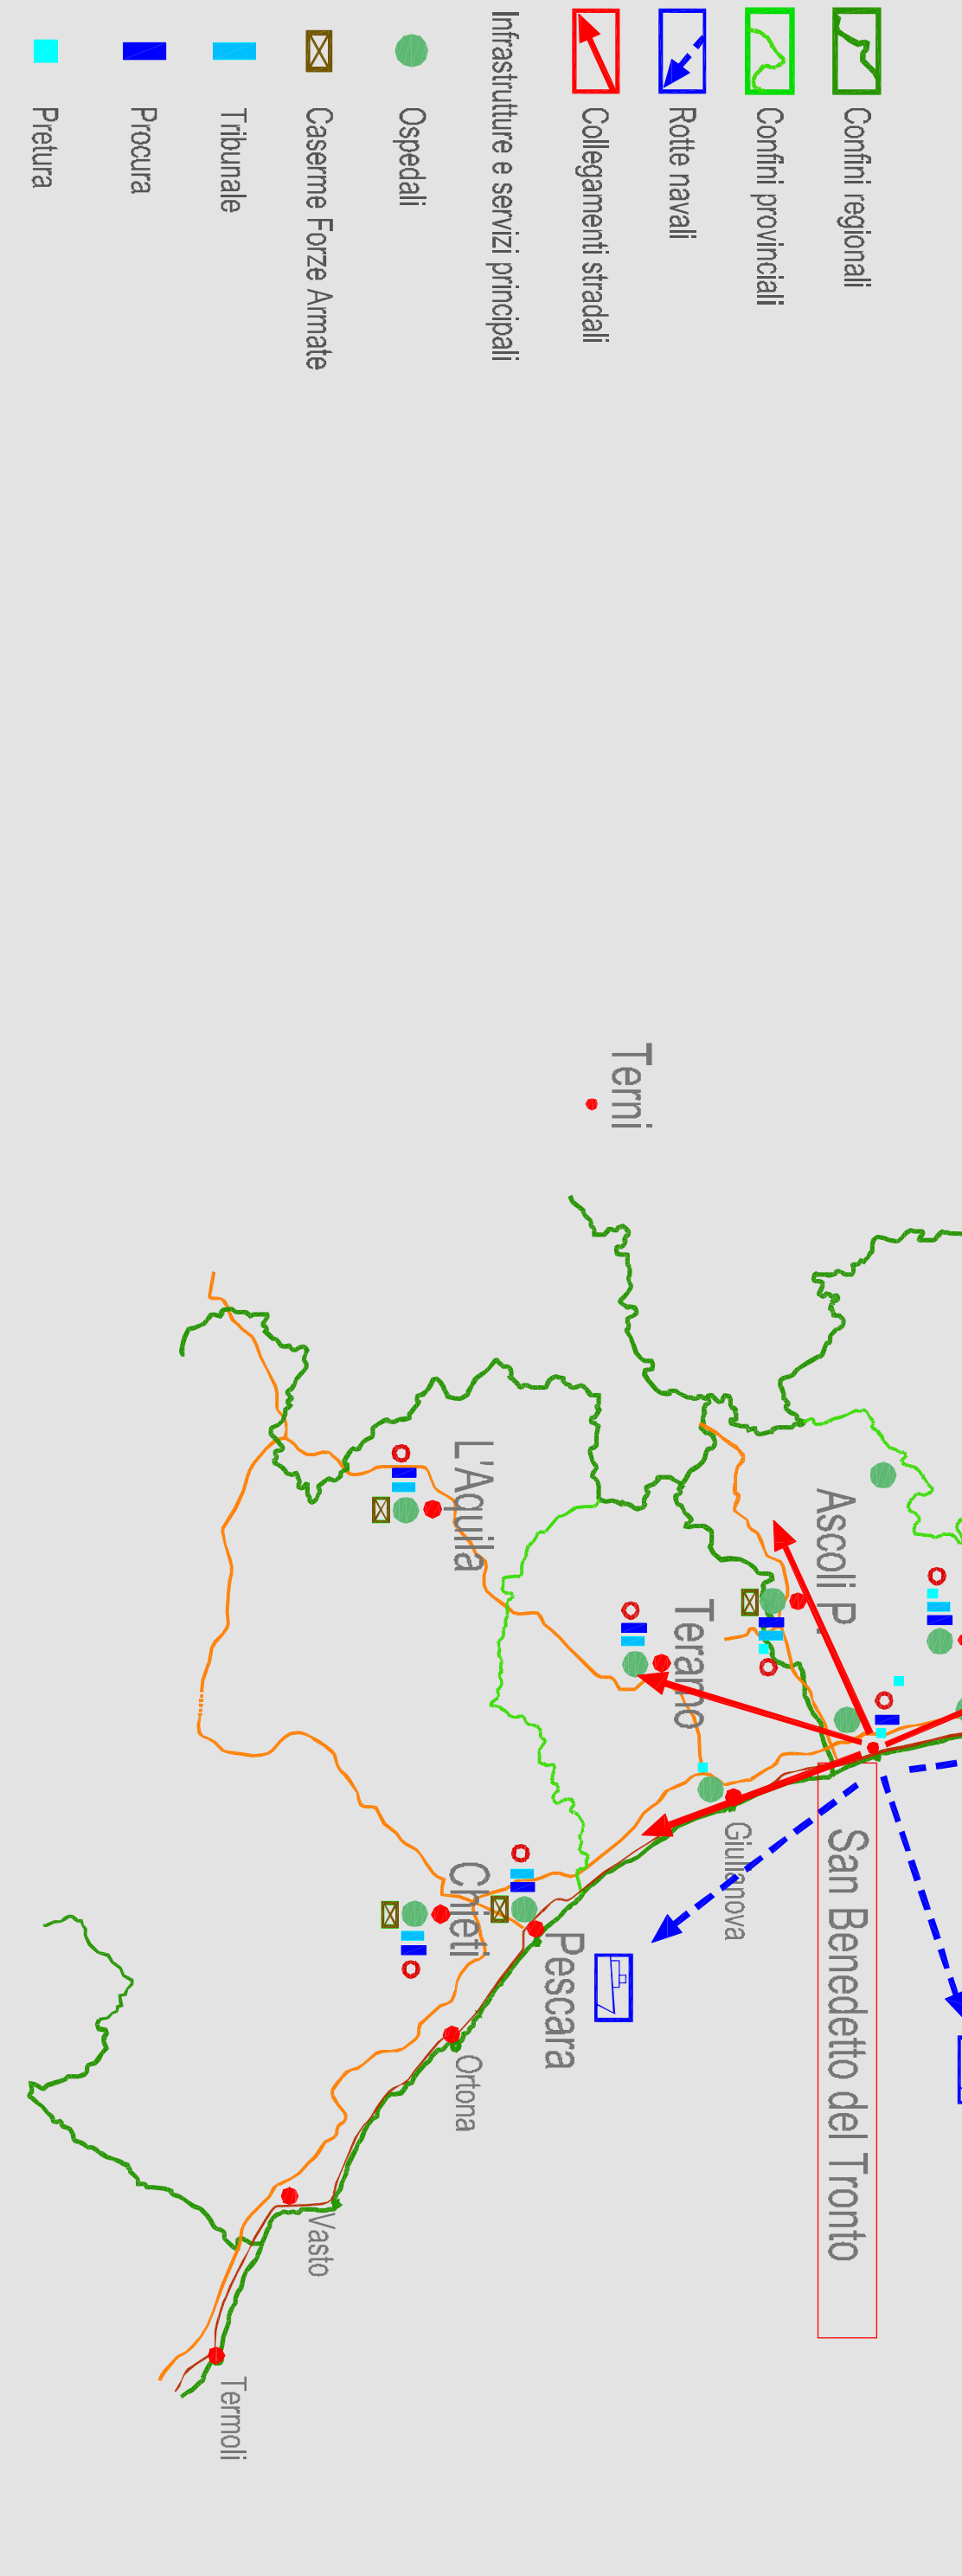 Confini regionali
Confini provinciali
Rotte navali
Collegamenti stradali
Infrastrutture e servizi principali
Ospedali
Caserme Forze Armate
Tribunale
Procura
Pretura
Ascoli P.
San Benedetto del Tronto
Teramo
Giulianova
Terni
Pescara
L'Aquila
Chieti
Ortona
Vasto
Termoli